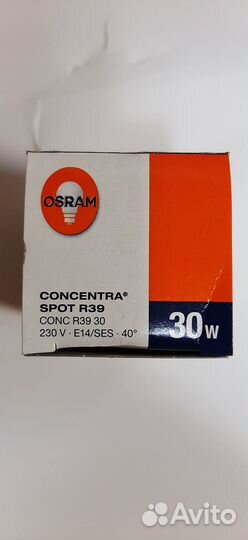 OSRAM
CONCENTRA®
SPOT R39
CONC R39 30
230 V · E14/SES · 40°
30W
Avito